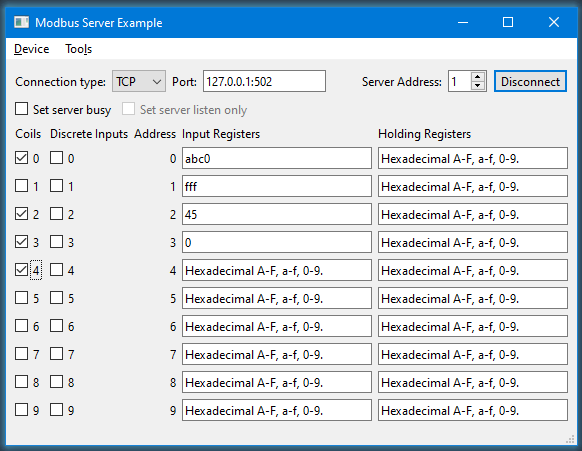 Modbus Server Example
Device Tools
Connection type: TCP Port: 127.0.0.1:502 Server Address: 1 Disconnect
Set server busy Set server listen only
Coils Discrete Inputs Address Input Registers Holding Registers
0 0 0 abc0 Hexadecimal A-F, a-f, 0-9.
1 1 1 fff Hexadecimal A-F, a-f, 0-9.
2 2 2 45 Hexadecimal A-F, a-f, 0-9.
3 3 3 0 Hexadecimal A-F, a-f, 0-9.
4 4 4 Hexadecimal A-F, a-f, 0-9. Hexadecimal A-F, a-f, 0-9.
5 5 5 Hexadecimal A-F, a-f, 0-9. Hexadecimal A-F, a-f, 0-9.
6 6 6 Hexadecimal A-F, a-f, 0-9. Hexadecimal A-F, a-f, 0-9.
7 7 7 Hexadecimal A-F, a-f, 0-9. Hexadecimal A-F, a-f, 0-9.
8 8 8 Hexadecimal A-F, a-f, 0-9. Hexadecimal A-F, a-f, 0-9.
9 9 9 Hexadecimal A-F, a-f, 0-9. Hexadecimal A-F, a-f, 0-9.